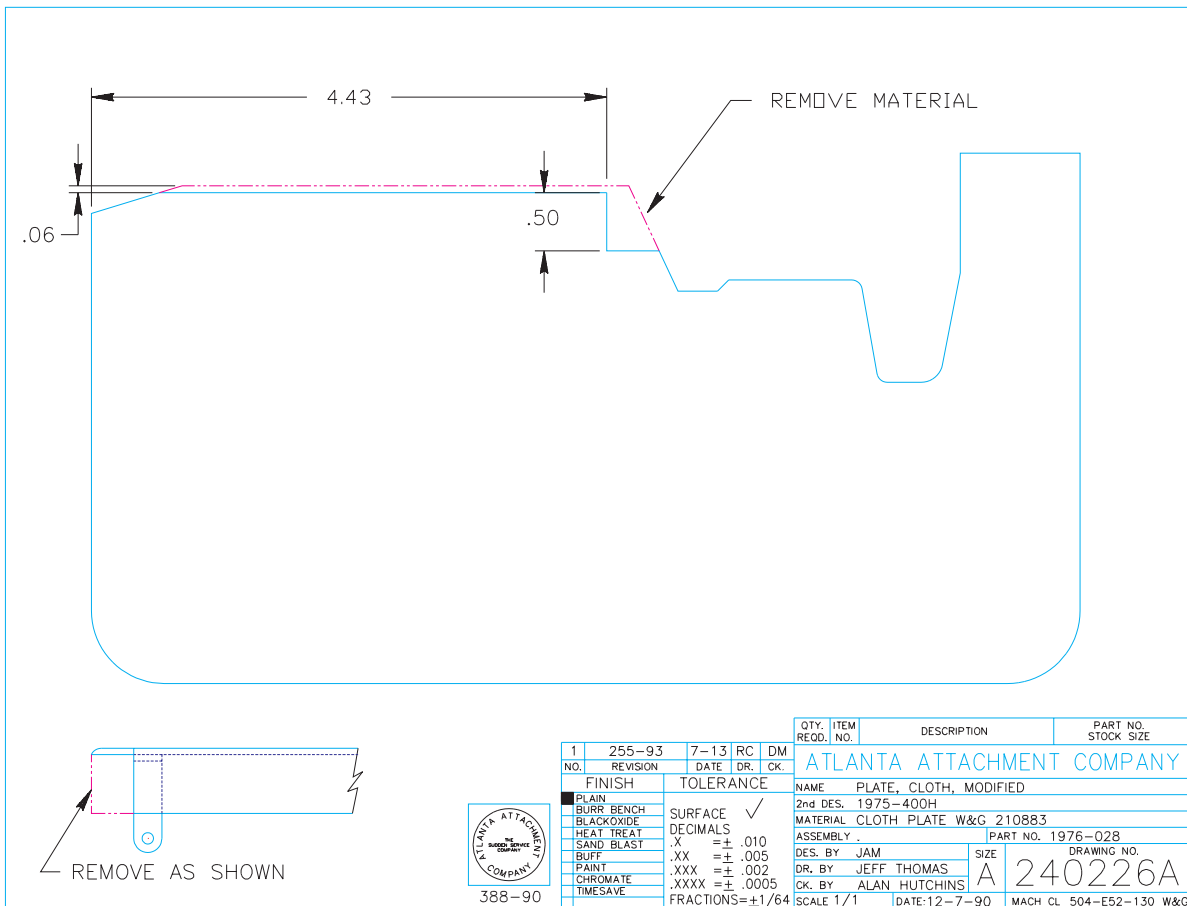 4.43
REMOVE MATERIAL
.06
.50
REMOVE AS SHOWN
ATLANTA ATTACHMENT
THE
SUDDEN SERVICE
COMPANY
COMPANY
388-90
1 255-93 7-13 RC DM
NO. REVISION DATE DR. CK.
FINISH
PLAIN
BURR BENCH
BLACKOXIDE
HEAT TREAT
SAND BLAST
BUFF
PAINT
CHROMATE
TIMESAVE
TOLERANCE
SURFACE √
DECIMALS
.X =± .010
.XX =± .005
.XXX =± .002
.XXXX =± .0005
FRACTIONS=±1/64
QTY. REQD. ITEM NO. DESCRIPTION PART NO. STOCK SIZE
ATLANTA ATTACHMENT COMPANY
NAME PLATE, CLOTH, MODIFIED
2nd DES. 1975-400H
MATERIAL CLOTH PLATE W&G 210883
ASSEMBLY . PART NO. 1976-028
DES. BY JAM
DR. BY JEFF THOMAS
CK. BY ALAN HUTCHINS
SIZE
A
DRAWING NO.
240226A
SCALE 1/1 DATE:12-7-90 MACH CL 504-E52-130 W&G